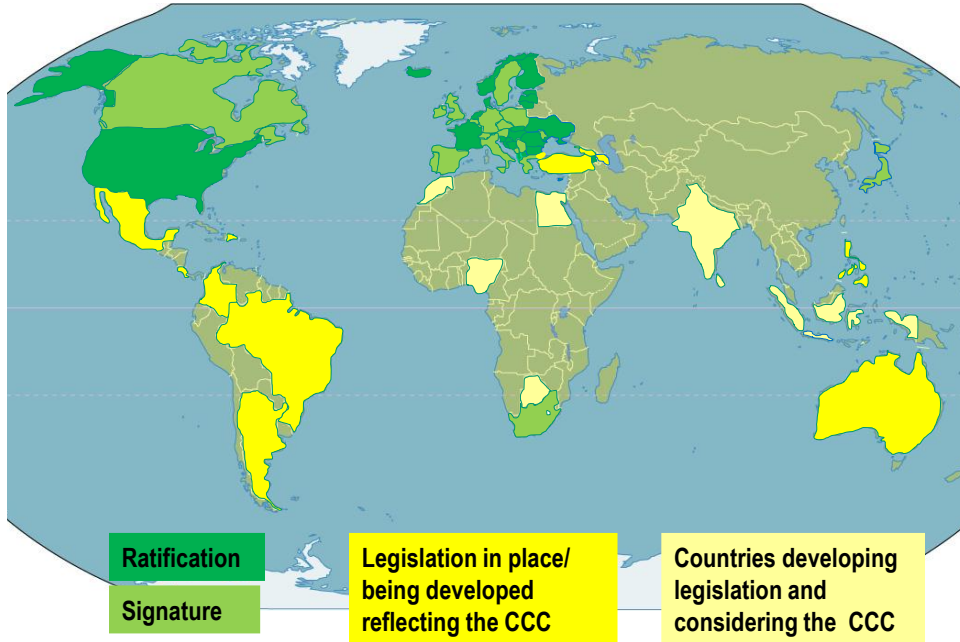 Ratification
Signature
Legislation in place/
being developed
reflecting the CCC
Countries developing
legislation and
considering the CCC